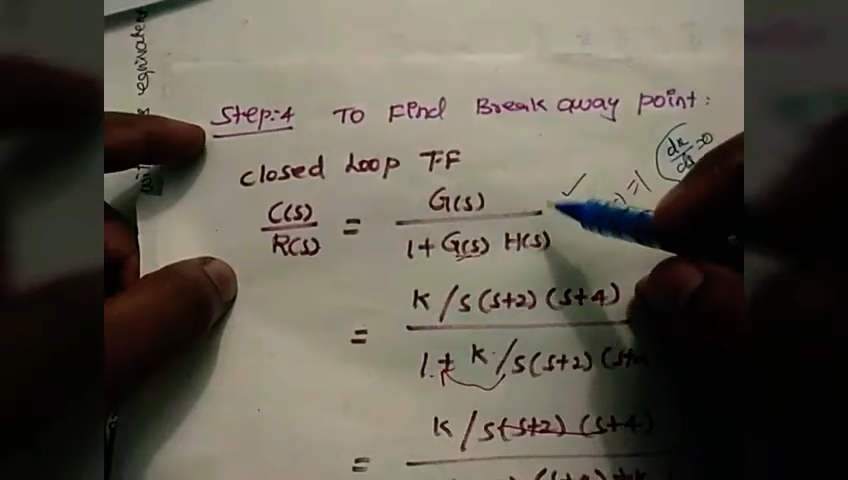 Step:4 To Find Break away point:
closed Loop T.F
C(s)/R(s) = G(s) / 1 + G(s) H(s) ✓ dk/ds = 0
= K / s(s+2) (s+4)
1 + K / s(s+2)
= K / s(s+2) (s+4)
equivalent